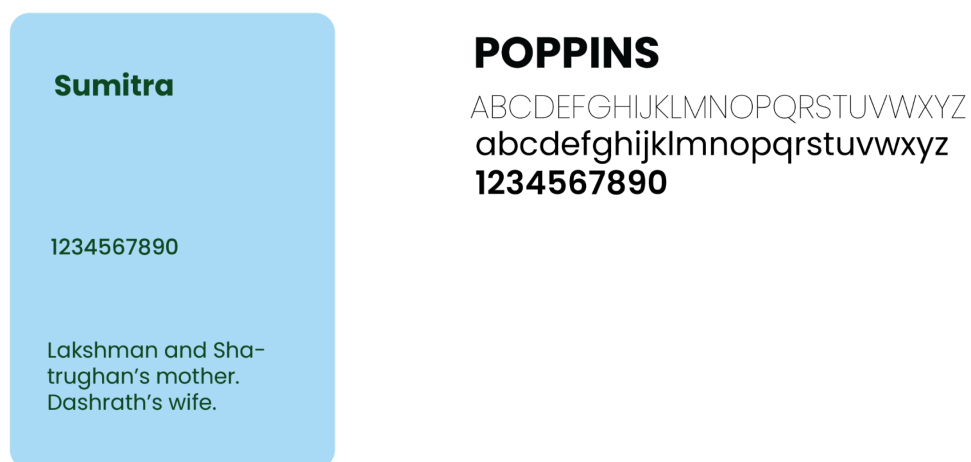 Sumitra
1234567890
Lakshman and Sha-
trughan’s mother.
Dashrath’s wife.
POPPINS
ABCDEFGHIJKLMNOPQRSTUVWXYZ
abcdefghijklmnopqrstuvwxyz
1234567890